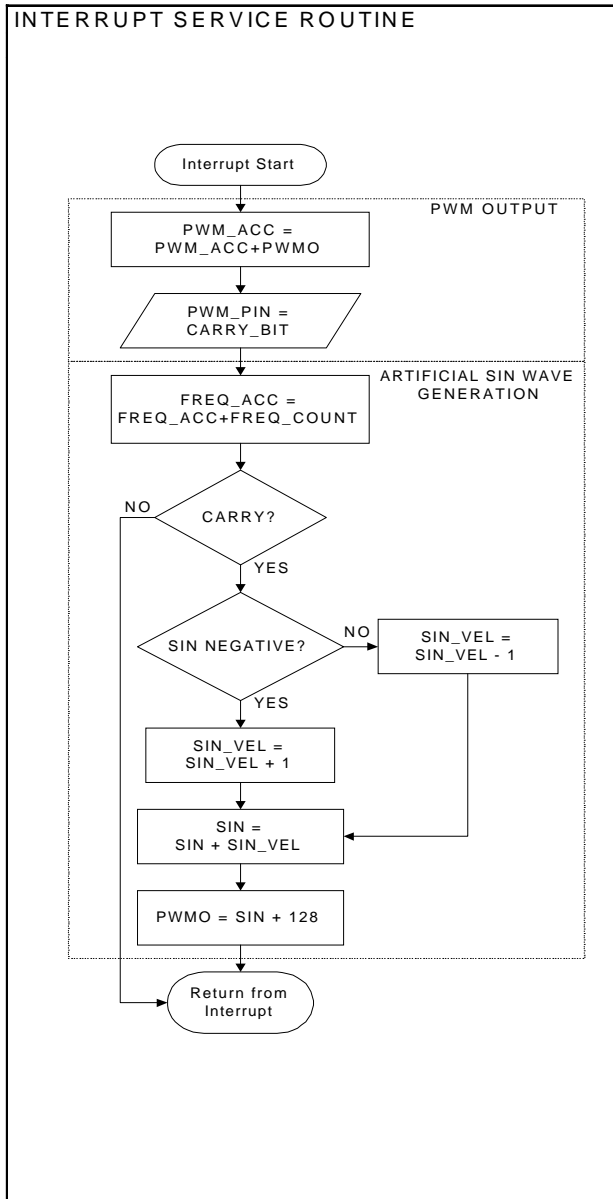 INTERRUPT SERVICE ROUTINE
Interrupt Start
PWM OUTPUT
PWM_ACC =
PWM_ACC+PWMO
PWM_PIN =
CARRY_BIT
ARTIFICIAL SIN WAVE
GENERATION
FREQ_ACC =
FREQ_ACC+FREQ_COUNT
NO
CARRY?
YES
SIN NEGATIVE?
NO
SIN_VEL =
SIN_VEL - 1
YES
SIN_VEL =
SIN_VEL + 1
SIN =
SIN + SIN_VEL
PWMO = SIN + 128
Return from
Interrupt